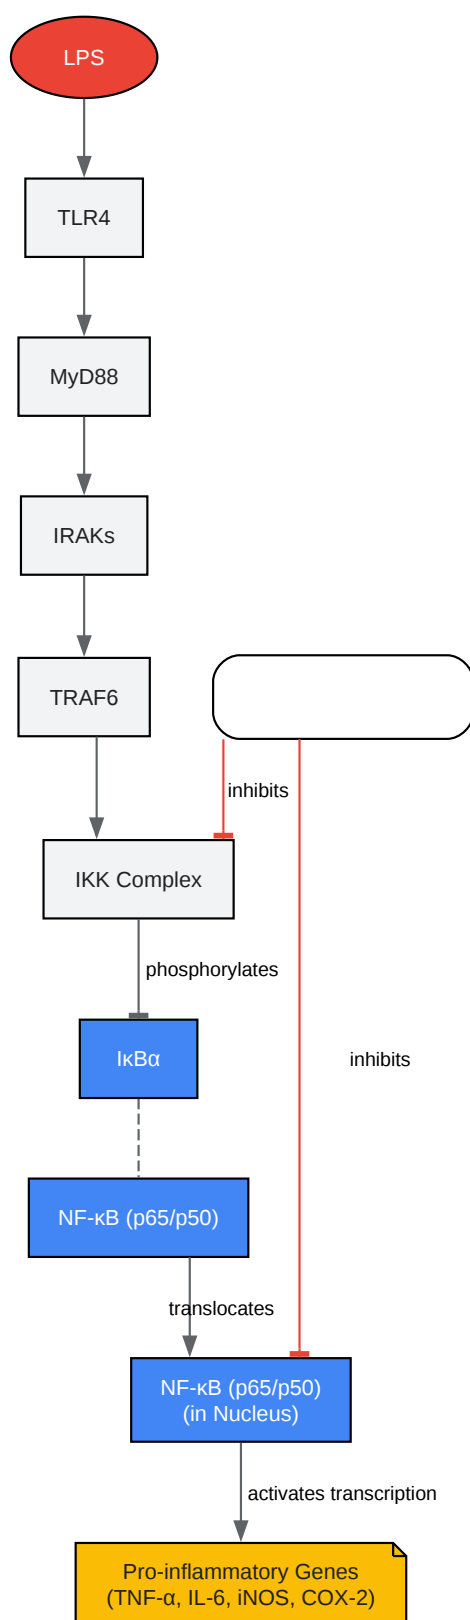 LPS
TLR4
MyD88
IRAKs
TRAF6
inhibits
IKK Complex
phosphorylates
IκBα
inhibits
NF-κB (p65/p50)
translocates
NF-κB (p65/p50)
(in Nucleus)
activates transcription
Pro-inflammatory Genes
(TNF-α, IL-6, iNOS, COX-2)